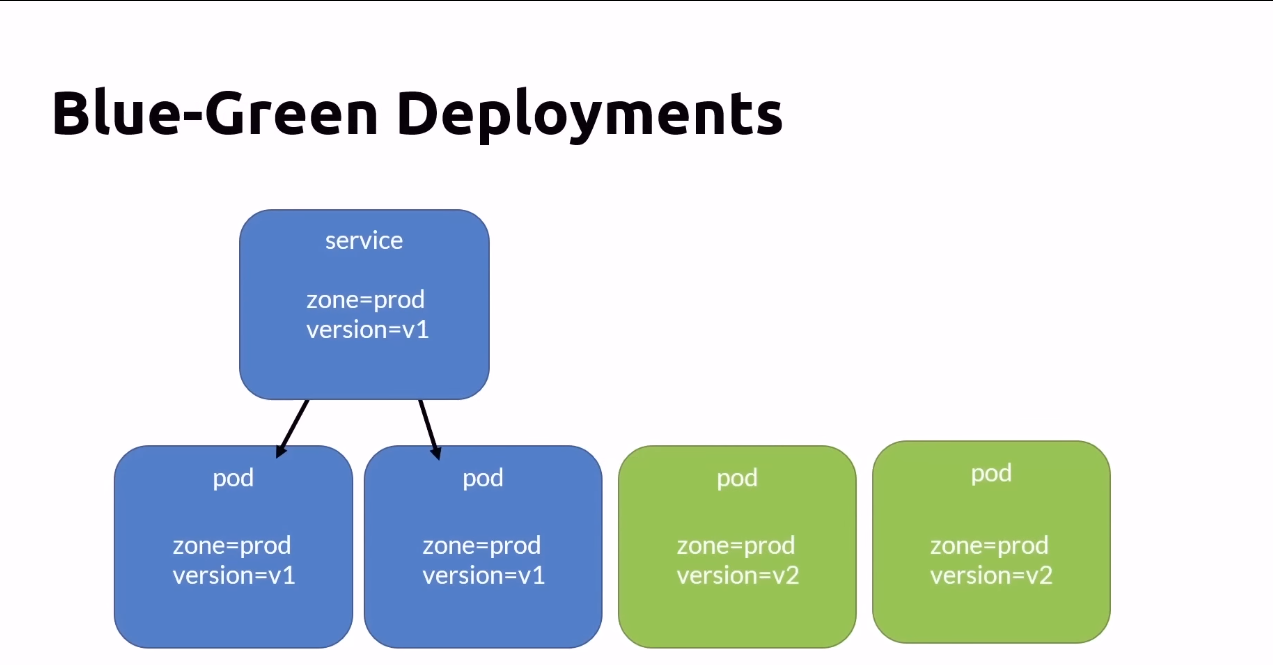 Blue-Green Deployments
service
zone=prod
version=v1
pod
zone=prod
version=v1
pod
zone=prod
version=v1
pod
zone=prod
version=v2
pod
zone=prod
version=v2